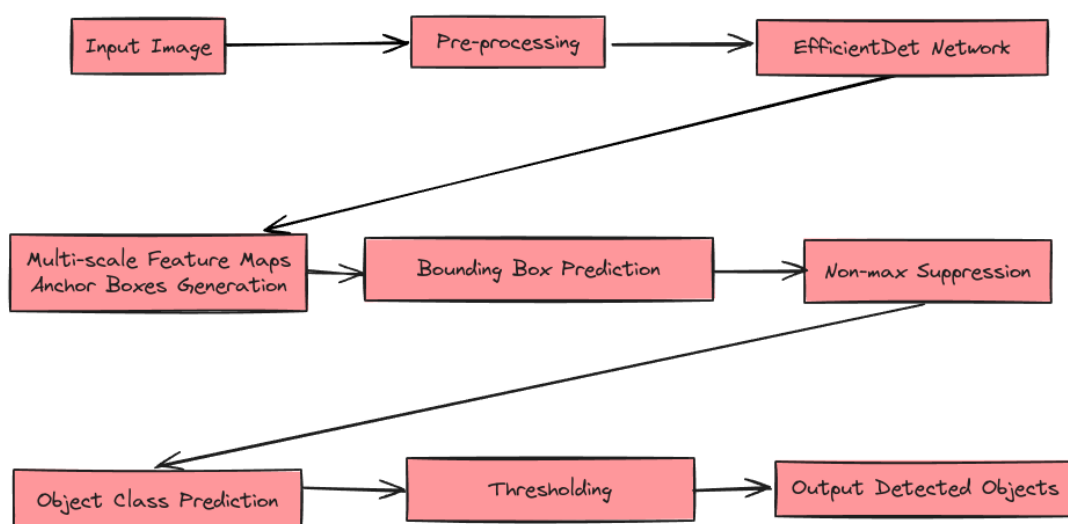 Input Image
Pre-processing
EfficientDet Network
Multi-scale Feature Maps
Anchor Boxes Generation
Bounding Box Prediction
Non-max Suppression
Object Class Prediction
Thresholding
Output Detected Objects